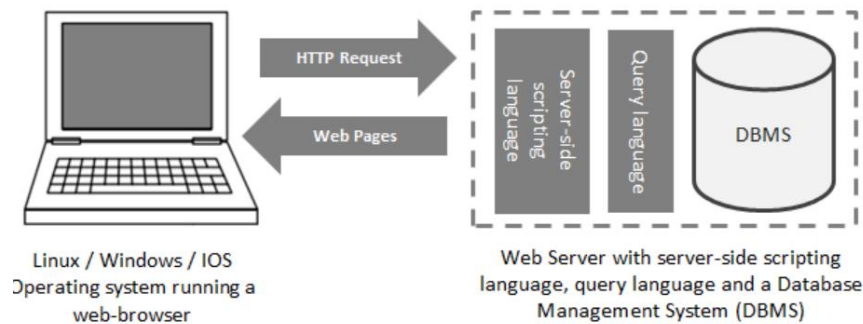 HTTP Request
Web Pages
Server-side
scripting
language
Query language
DBMS
Linux / Windows / IOS
Operating system running a
web-browser
Web Server with server-side scripting
language, query language and a Database
Management System (DBMS)